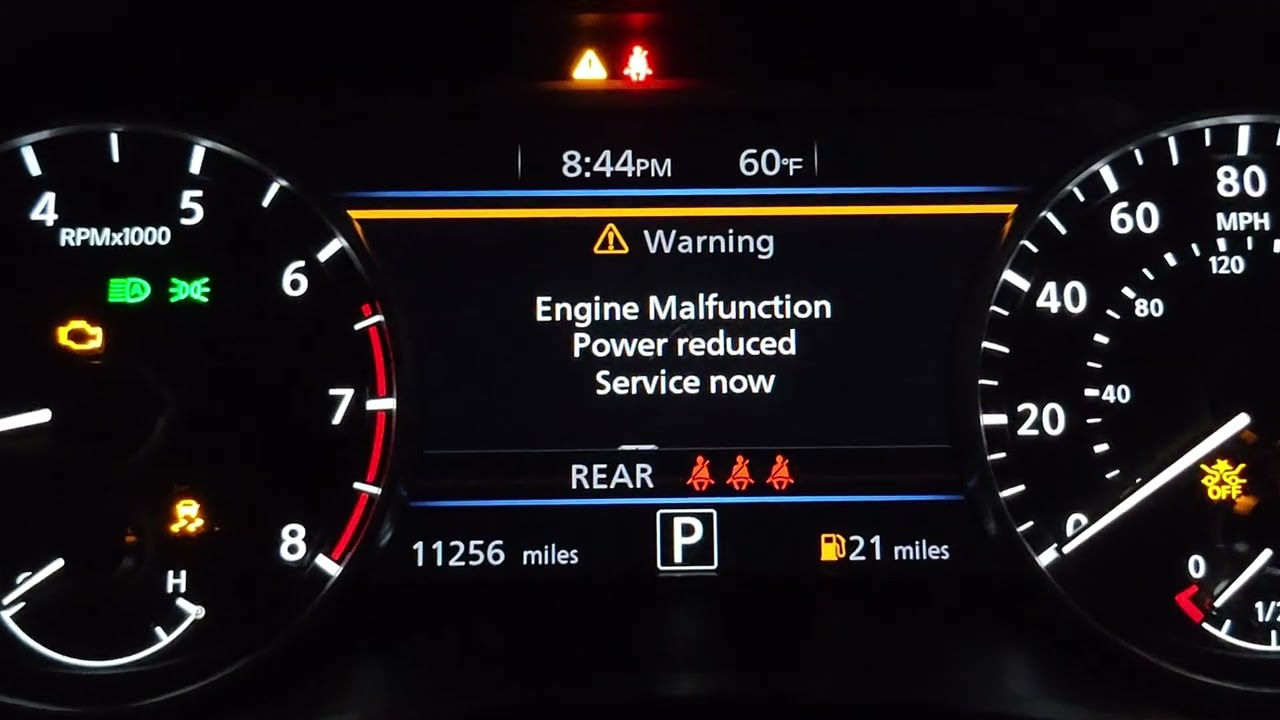 8:44PM 60°F
4 5 6 7 8
RPMx1000
Warning
Engine Malfunction
Power reduced
Service now
REAR
11256 miles
P
21 miles
H
0 20 40 60 80
MPH
40 80 120
OFF
0 1/2